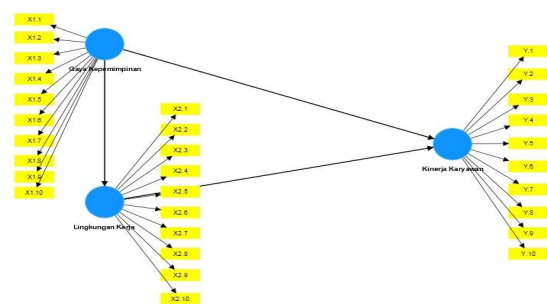 X1.1
X1.2
X1.3
X1.4
X1.5
X1.6
X1.7
X1.8
X1.9
X1.10
Gaya Kepemimpinan
X2.1
X2.2
X2.3
X2.4
X2.5
X2.6
X2.7
X2.8
X2.9
X2.10
Lingkungan Kerja
Y.1
Y.2
Y.3
Y.4
Y.5
Y.6
Y.7
Y.8
Y.9
Y.10
Kinerja Karyawan